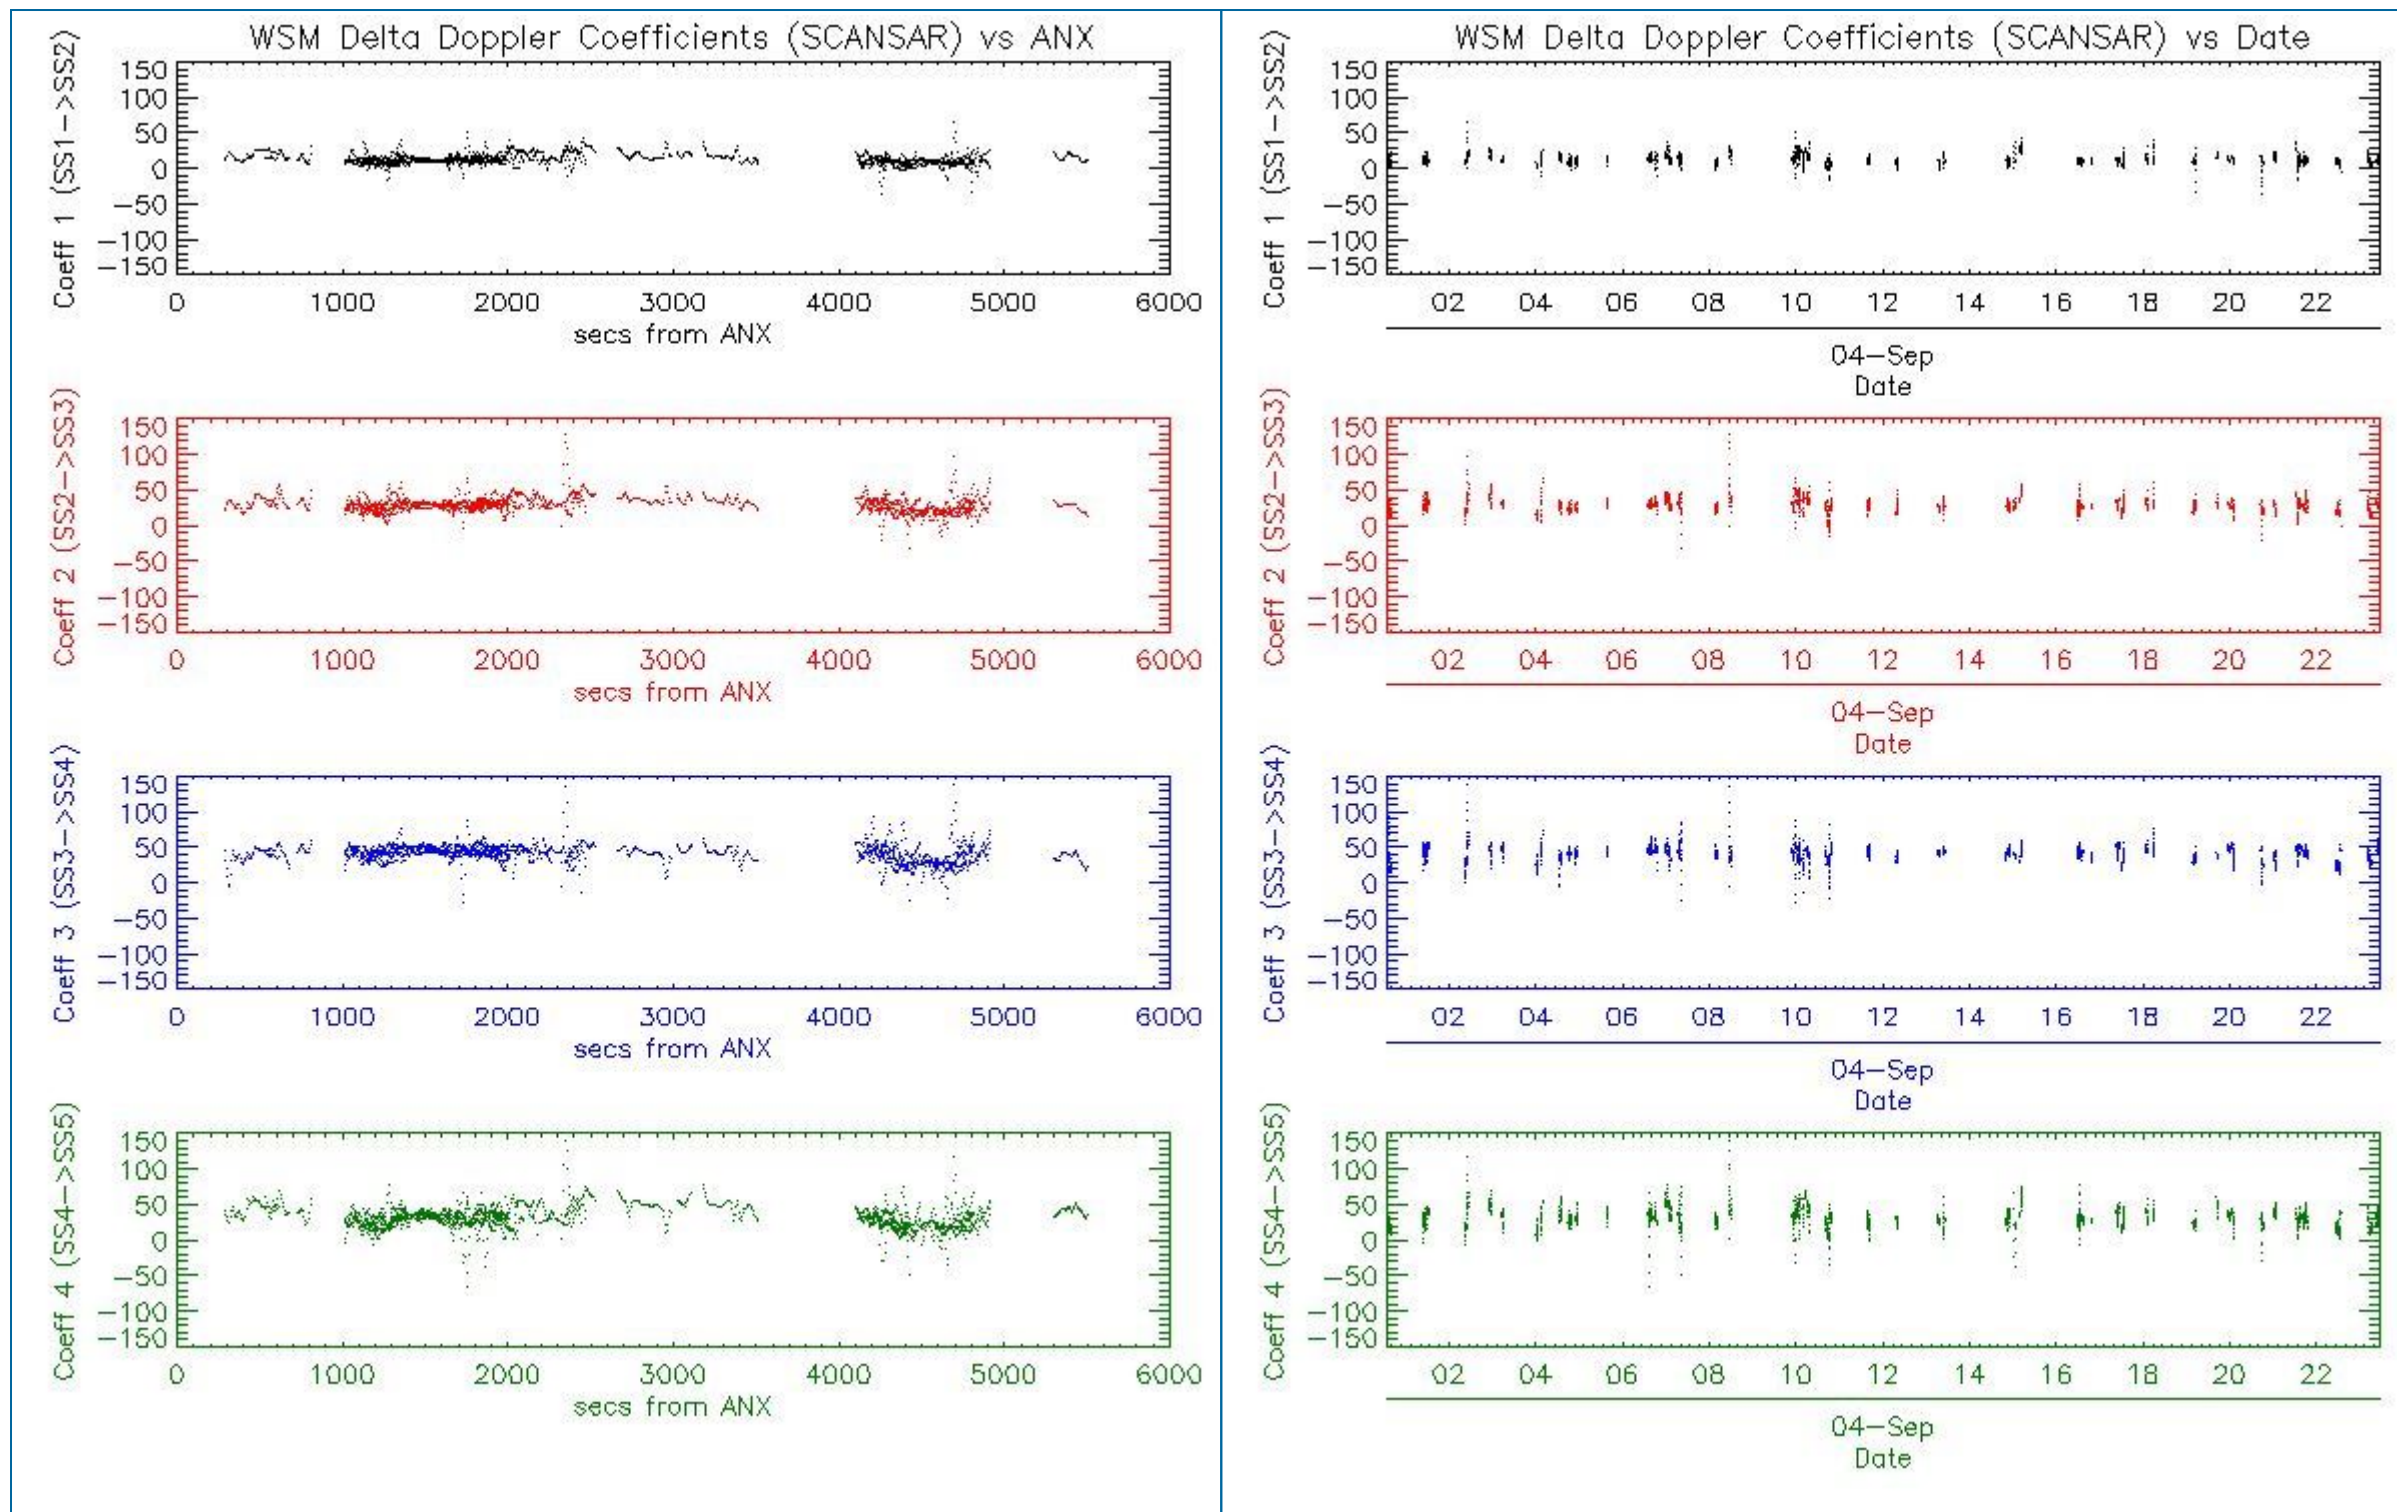 WSM Delta Doppler Coefficients (SCANSAR) vs ANX
Coeff 1 (SS1->SS2)
150
100
50
0
-50
-100
-150
0 1000 2000 3000 4000 5000 6000
secs from ANX
Coeff 2 (SS2->SS3)
150
100
50
0
-50
-100
-150
0 1000 2000 3000 4000 5000 6000
secs from ANX
Coeff 3 (SS3->SS4)
150
100
50
0
-50
-100
-150
0 1000 2000 3000 4000 5000 6000
secs from ANX
Coeff 4 (SS4->SS5)
150
100
50
0
-50
-100
-150
0 1000 2000 3000 4000 5000 6000
secs from ANX
WSM Delta Doppler Coefficients (SCANSAR) vs Date
Coeff 1 (SS1->SS2)
150
100
50
0
-50
-100
-150
02 04 06 08 10 12 14 16 18 20 22
04-Sep
Date
Coeff 2 (SS2->SS3)
150
100
50
0
-50
-100
-150
02 04 06 08 10 12 14 16 18 20 22
04-Sep
Date
Coeff 3 (SS3->SS4)
150
100
50
0
-50
-100
-150
02 04 06 08 10 12 14 16 18 20 22
04-Sep
Date
Coeff 4 (SS4->SS5)
150
100
50
0
-50
-100
-150
02 04 06 08 10 12 14 16 18 20 22
04-Sep
Date